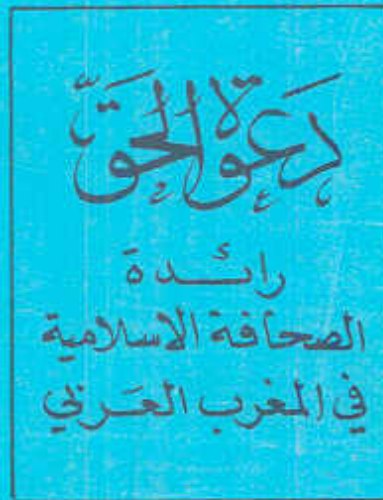 دعوة الحقّ
رائدة
الصحافة الاسلامية
في المغرب العربي